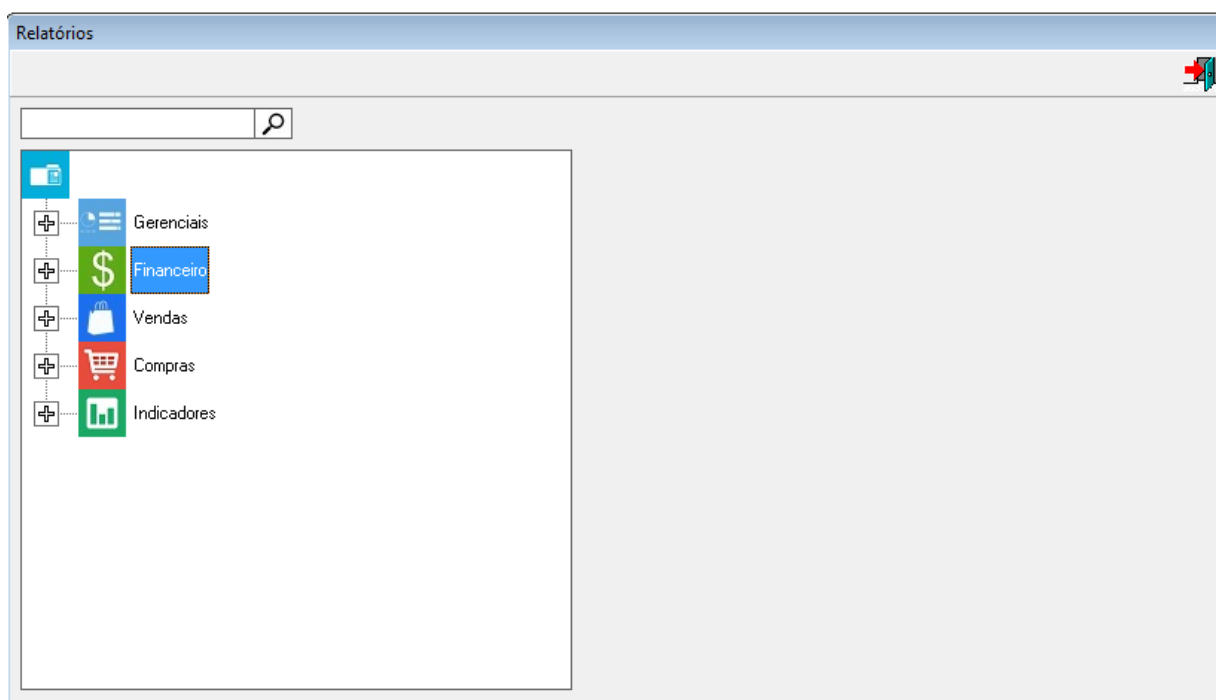 Relatórios
Gerenciais
$
Financeiro
Vendas
Compras
Indicadores